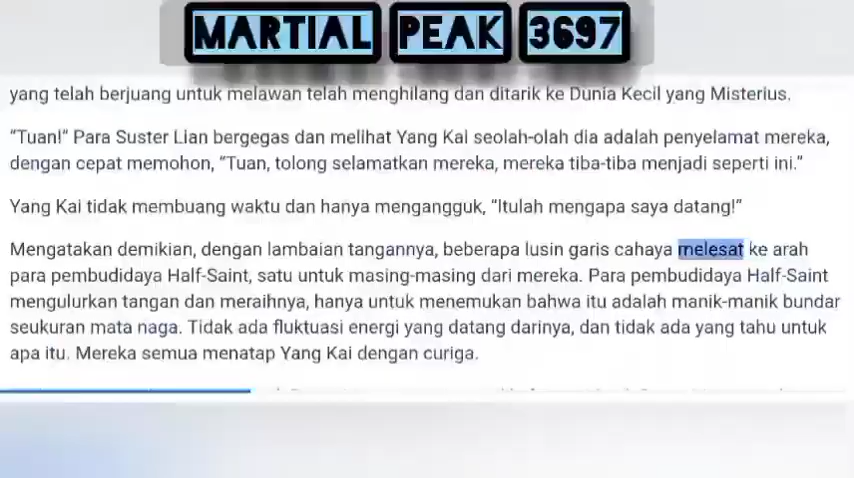 MARTIAL PEAK 3697
yang telah berjuang untuk melawan telah menghilang dan ditarik ke Dunia Kecil yang Misterius.
“Tuan!” Para Suster Lian bergegas dan melihat Yang Kai seolah-olah dia adalah penyelamat mereka,
dengan cepat memohon, “Tuan, tolong selamatkan mereka, mereka tiba-tiba menjadi seperti ini.”
Yang Kai tidak membuang waktu dan hanya mengangguk, “Itulah mengapa saya datang!”
Mengatakan demikian, dengan lambaian tangannya, beberapa lusin garis cahaya melesat ke arah
para pembudidaya Half-Saint, satu untuk masing-masing dari mereka. Para pembudidaya Half-Saint
mengulurkan tangan dan meraihnya, hanya untuk menemukan bahwa itu adalah manik-manik bundar
seukuran mata naga. Tidak ada fluktuasi energi yang datang darinya, dan tidak ada yang tahu untuk
apa itu. Mereka semua menatap Yang Kai dengan curiga.